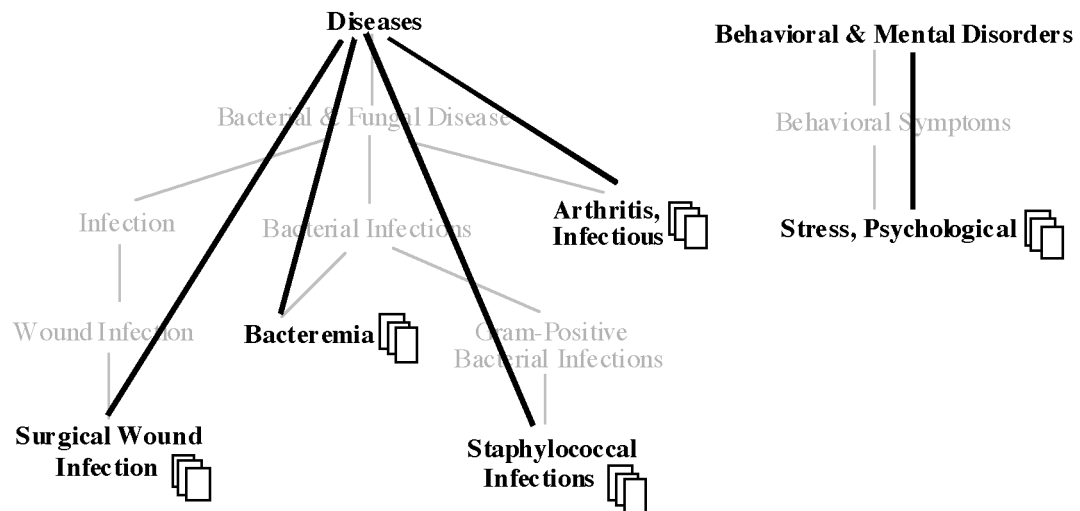 Diseases
Behavioral & Mental Disorders
Bacterial & Fungal Disease
Behavioral Symptoms
Infection
Bacterial Infections
Arthritis,
Infectious
Stress, Psychological
Wound Infection
Bacteremia
Gram-Positive
Bacterial Infections
Surgical Wound
Infection
Staphylococcal
Infections